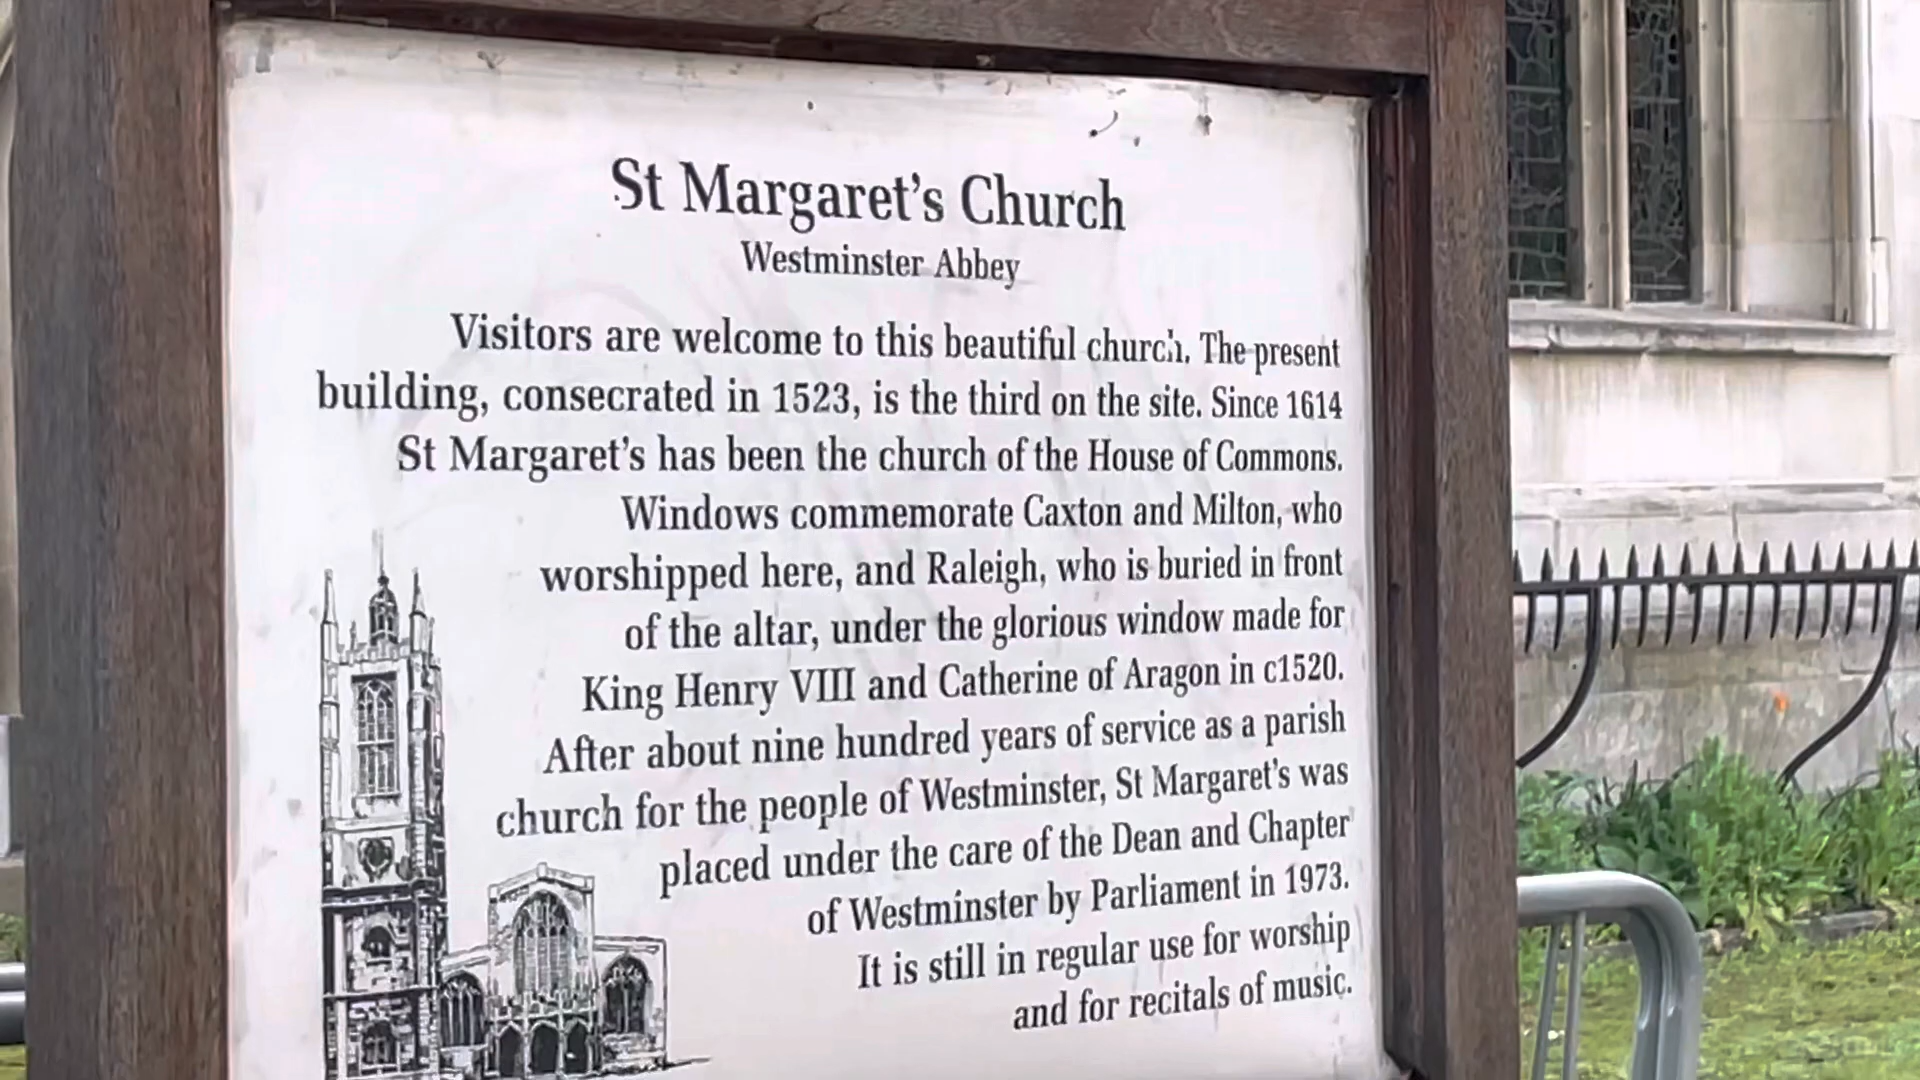 St Margaret's Church
Westminster Abbey
Visitors are welcome to this beautiful church. The present
building, consecrated in 1523, is the third on the site. Since 1614
St Margaret's has been the church of the House of Commons.
Windows commemorate Caxton and Milton, who
worshipped here, and Raleigh, who is buried in front
of the altar, under the glorious window made for
King Henry VIII and Catherine of Aragon in c1520.
After about nine hundred years of service as a parish
church for the people of Westminster, St Margaret's was
placed under the care of the Dean and Chapter
of Westminster by Parliament in 1973.
It is still in regular use for worship
and for recitals of music.